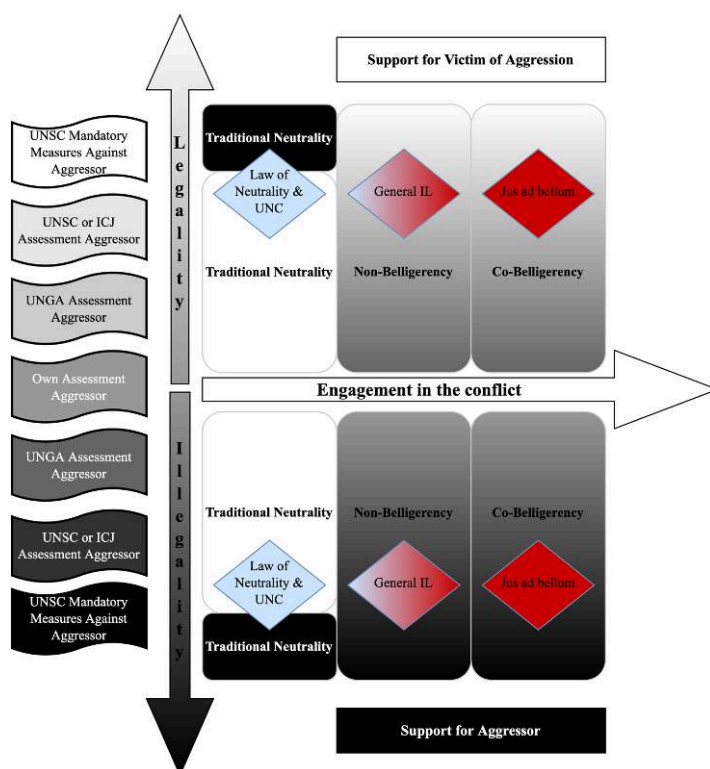 Support for Victim of Aggression
UNSC Mandatory
Measures Against
Aggressor
UNSC or ICJ
Assessment Aggressor
UNGA Assessment
Aggressor
Own Assessment
Aggressor
UNGA Assessment
Aggressor
UNSC or ICJ
Assessment Aggressor
UNSC Mandatory
Measures Against
Aggressor
Legality
Illegality
Traditional Neutrality
Law of
Neutrality &
UNC
Traditional Neutrality
General IL
Non-Belligerency
Jus ad bellum
Co-Belligerency
Engagement in the conflict
Traditional Neutrality
Law of
Neutrality &
UNC
Traditional Neutrality
Non-Belligerency
General IL
Co-Belligerency
Jus ad bellum
Support for Aggressor